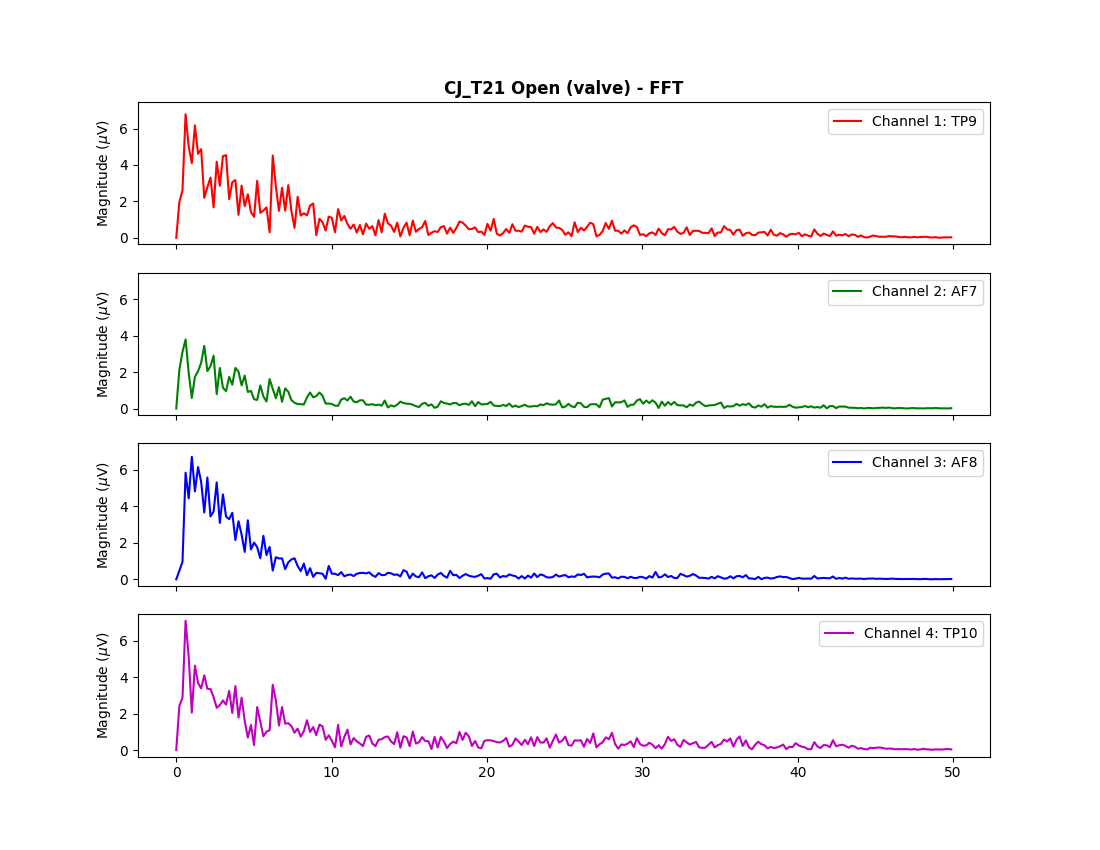 CJ_T21 Open (valve) - FFT
Magnitude (μV)
6
4
2
0
Channel 1: TP9
Magnitude (μV)
6
4
2
0
Channel 2: AF7
Magnitude (μV)
6
4
2
0
Channel 3: AF8
Magnitude (μV)
6
4
2
0
Channel 4: TP10
0 10 20 30 40 50